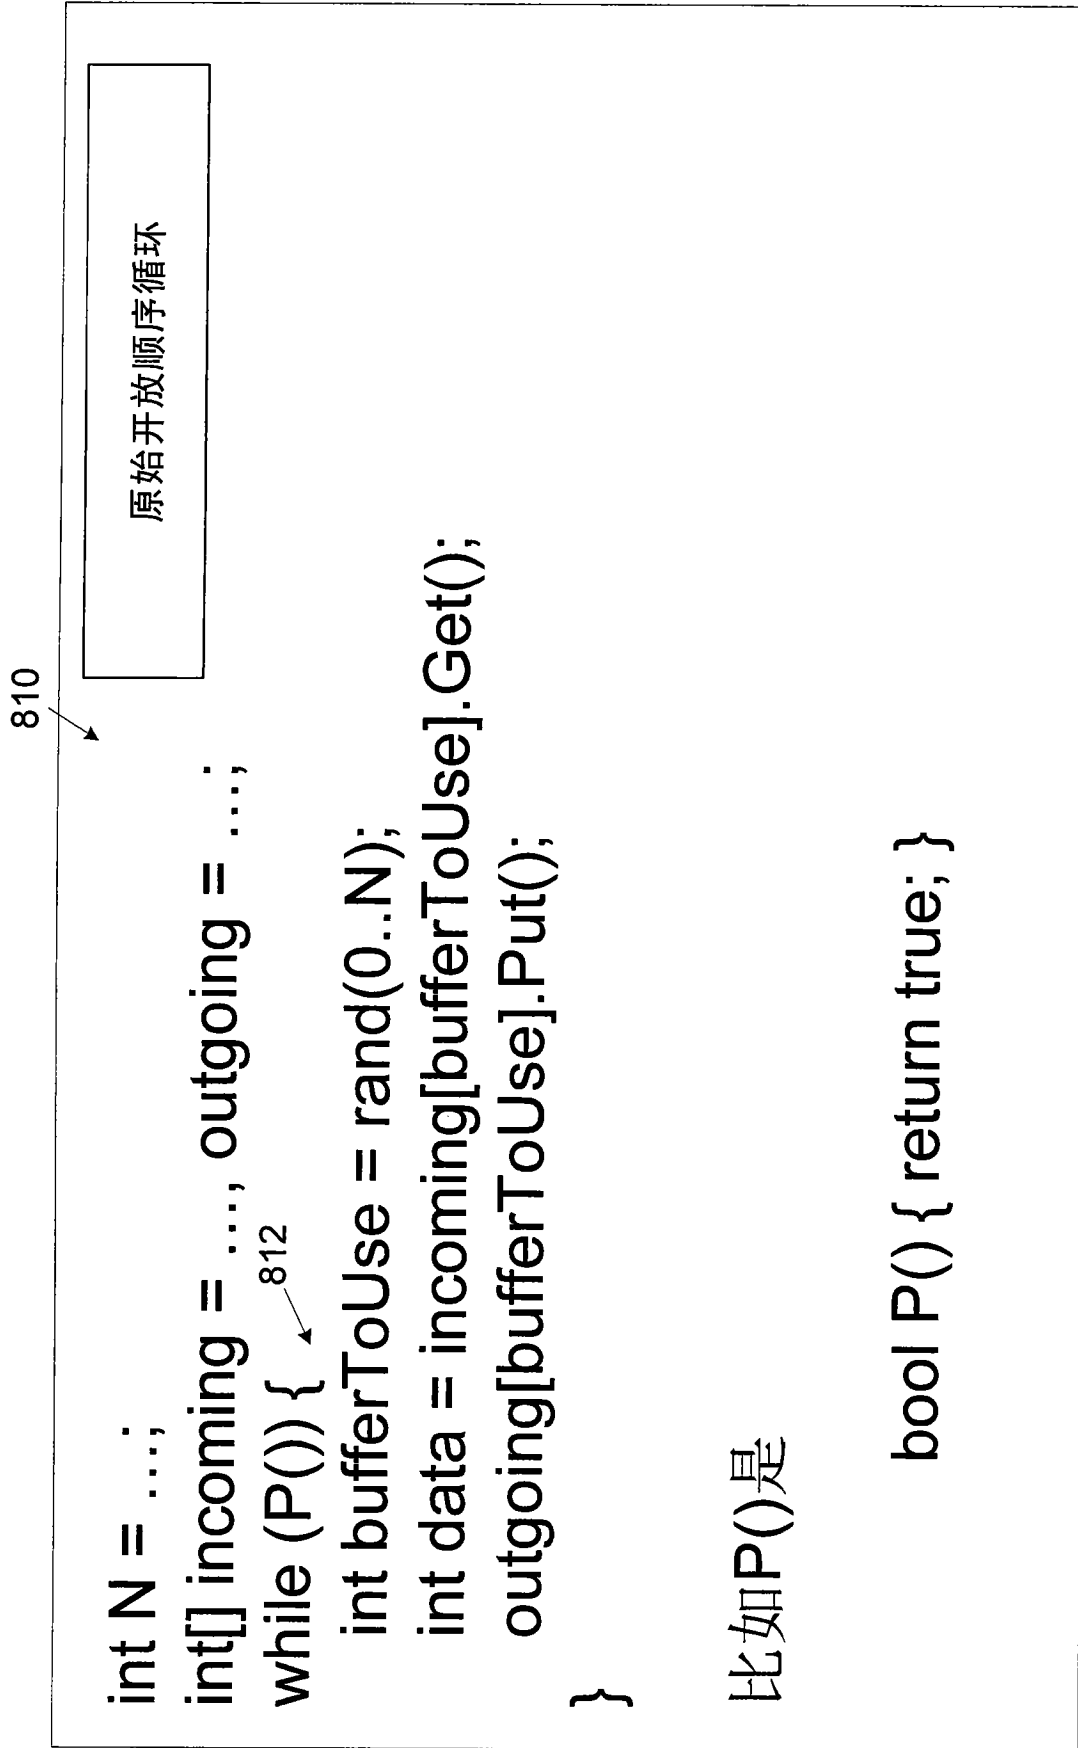 810
原始开放顺序循环
int N = ...;
int[] incoming = ..., outgoing = ...;
while (P()) {
812
int bufferToUse = rand(0..N);
int data = incoming[bufferToUse].Get();
outgoing[bufferToUse].Put();
}
比如P()是
bool P() { return true; }